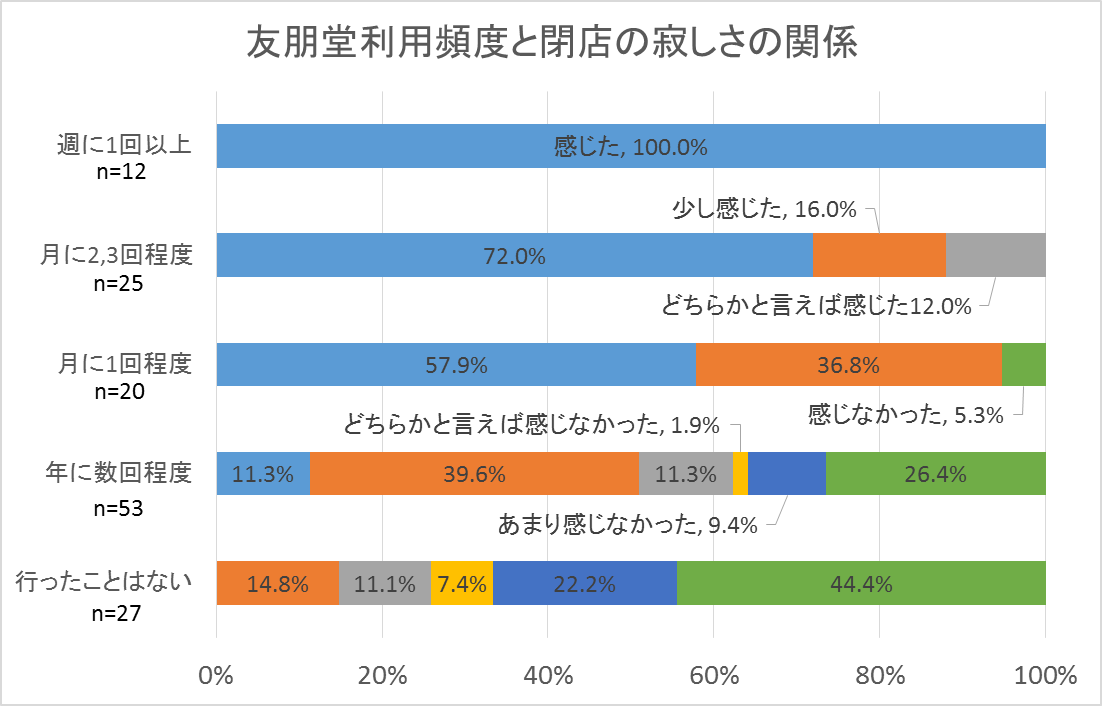 友朋堂利用頻度と閉店の寂しさの関係
週に1回以上
n=12
感じた, 100.0%
少し感じた, 16.0%
月に2,3回程度
n=25
72.0%
どちらかと言えば感じた12.0%
月に1回程度
n=20
57.9%
36.8%
感じなかった, 5.3%
どちらかと言えば感じなかった, 1.9%
年に数回程度
n=53
11.3%
39.6%
11.3%
26.4%
あまり感じなかった, 9.4%
行ったことはない
n=27
14.8%
11.1%
7.4%
22.2%
44.4%
0%
20%
40%
60%
80%
100%